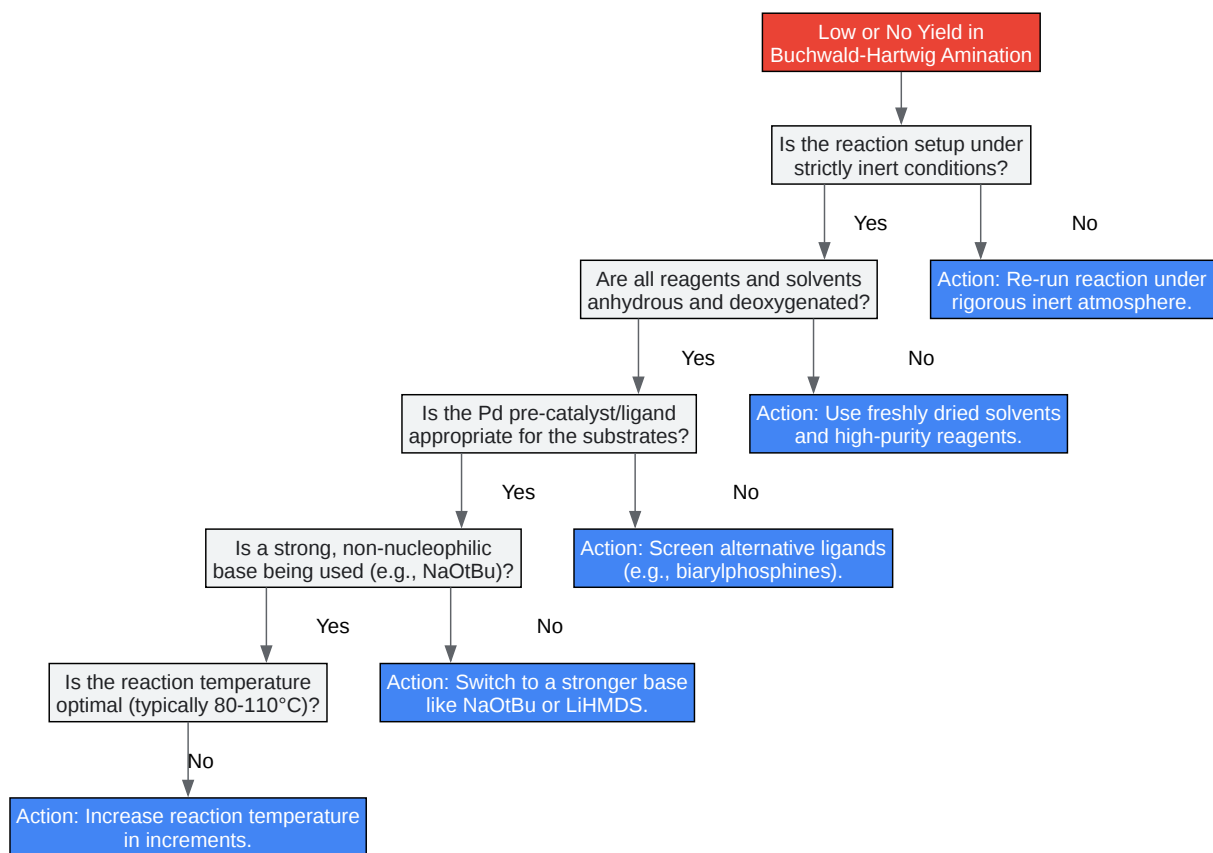 Low or No Yield in
Buchwald-Hartwig Amination
Is the reaction setup under
strictly inert conditions?
Yes
No
Are all reagents and solvents
anhydrous and deoxygenated?
Action: Re-run reaction under
rigorous inert atmosphere.
Yes
No
Is the Pd pre-catalyst/ligand
appropriate for the substrates?
Action: Use freshly dried solvents
and high-purity reagents.
Yes
No
Is a strong, non-nucleophilic
base being used (e.g., NaOtBu)?
Action: Screen alternative ligands
(e.g., biarylphosphines).
Yes
No
Is the reaction temperature
optimal (typically 80-110°C)?
Action: Switch to a stronger base
like NaOtBu or LiHMDS.
No
Action: Increase reaction temperature
in increments.